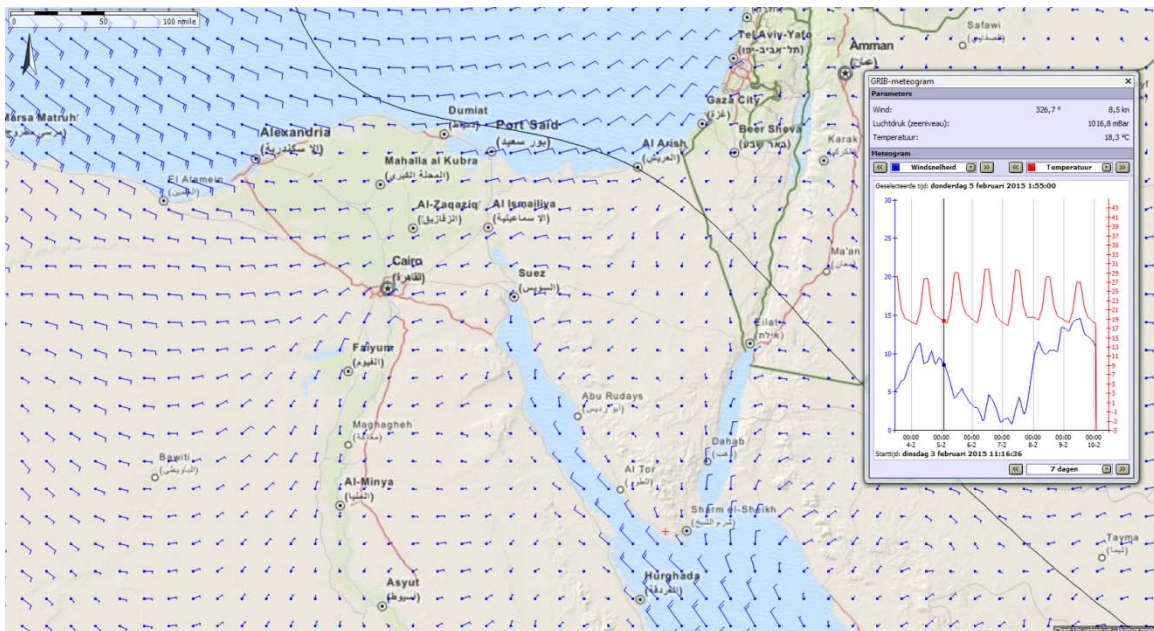 0 50 100 nmile
Safawi
Tel Aviv-Yafo
(תל־אביב-יפו)
Amman
(عمان)
Marsa Matruh
(مرسى مطروح)
Dumiat
Gaza City
(غزة)
Alexandria
(الاسكندرية)
Port Said
(بور سعيد)
Beer Sheva
Karak
Al Arish
(العريش)
Mahalla al Kubra
(المحلة الكبرى)
El Alamein
(العلمين)
Al-Zaqaziq
(الزقازيق)
Al Ismailiya
(الاسماعيلية)
Ma'an
Cairo
(القاهرة)
Suez
(السويس)
Eilat
(אילת)
Faiyum
(الفيوم)
Abu Rudays
(أبو رديس)
Maghagheh
(مغاغة)
Dahab
(دهب)
Bawiti
(الباويطي)
Al Tor
(الطور)
Al-Minya
(المنيا)
Sharm el-Sheikh
(شرم الشيخ)
Tayma
(تيما)
Hurghada
(الغردقة)
Asyut
(اسيوط)
GRIB-meteogram
Parameters
Wind: 326,7 ° 8,5 kn
Luchtdruk (zeeniveau): 1016,8 mBar
Temperatuur: 18,3 °C
Meteogram
Windsnelheid Temperatuur
Geselecteerde tijd: donderdag 5 februari 2015 1:55:00
30
25
20
15
10
5
0
43
41
39
37
35
33
31
29
27
25
23
21
19
17
15
13
11
9
7
5
3
1
-1
-3
-5
00:00 00:00 00:00 00:00 00:00 00:00 00:00
4-2 5-2 6-2 7-2 8-2 9-2 10-2
Starttijd: dinsdag 3 februari 2015 11:16:36
7 dagen